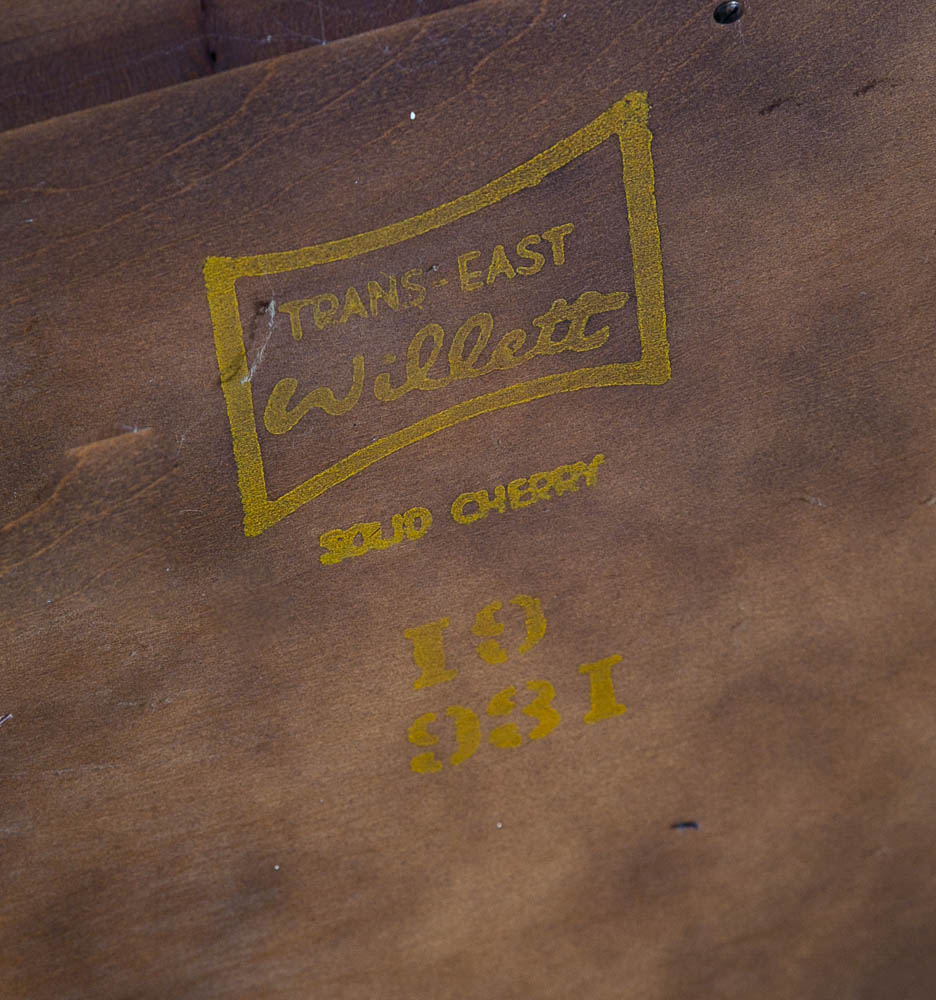 TRANS-EAST
Willett
SOLID CHERRY
19
931